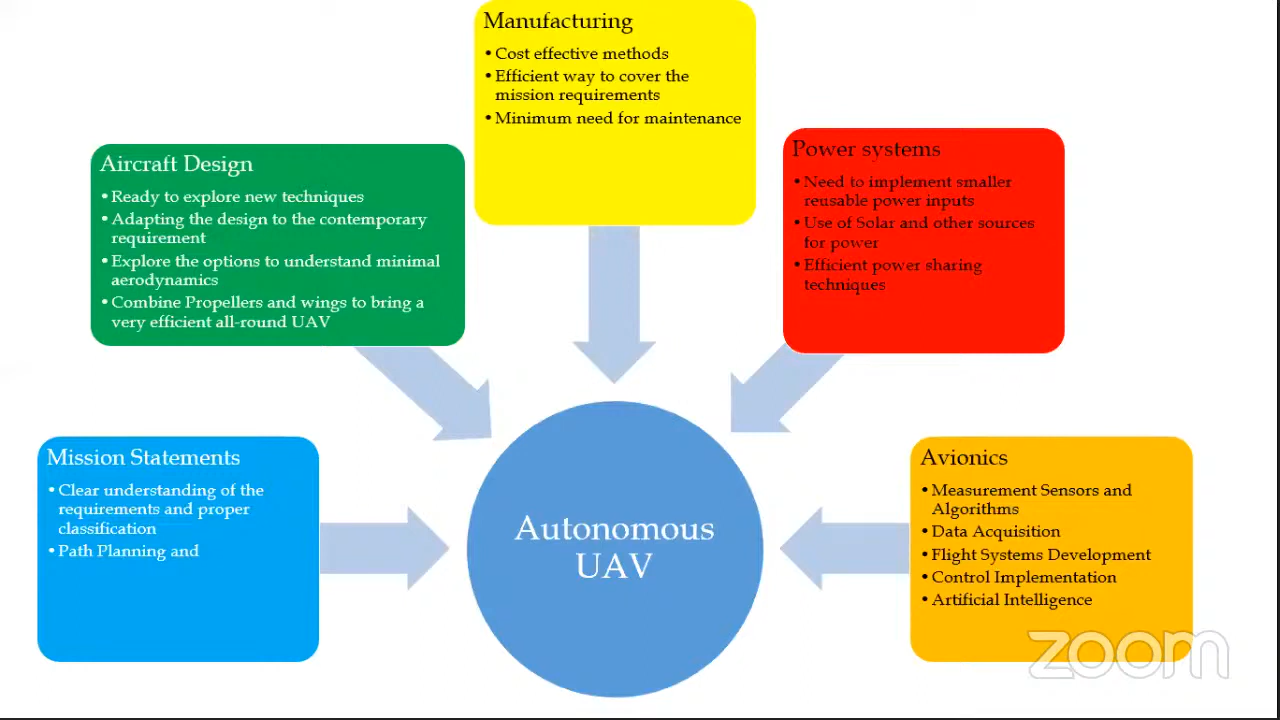 Manufacturing
• Cost effective methods
• Efficient way to cover the
mission requirements
• Minimum need for maintenance
Aircraft Design
• Ready to explore new techniques
• Adapting the design to the contemporary
requirement
• Explore the options to understand minimal
aerodynamics
• Combine Propellers and wings to bring a
very efficient all-round UAV
Power systems
• Need to implement smaller
reusable power inputs
• Use of Solar and other sources
for power
• Efficient power sharing
techniques
Mission Statements
• Clear understanding of the
requirements and proper
classification
• Path Planning and
Autonomous
UAV
Avionics
• Measurement Sensors and
Algorithms
• Data Acquisition
• Flight Systems Development
• Control Implementation
• Artificial Intelligence
zoom